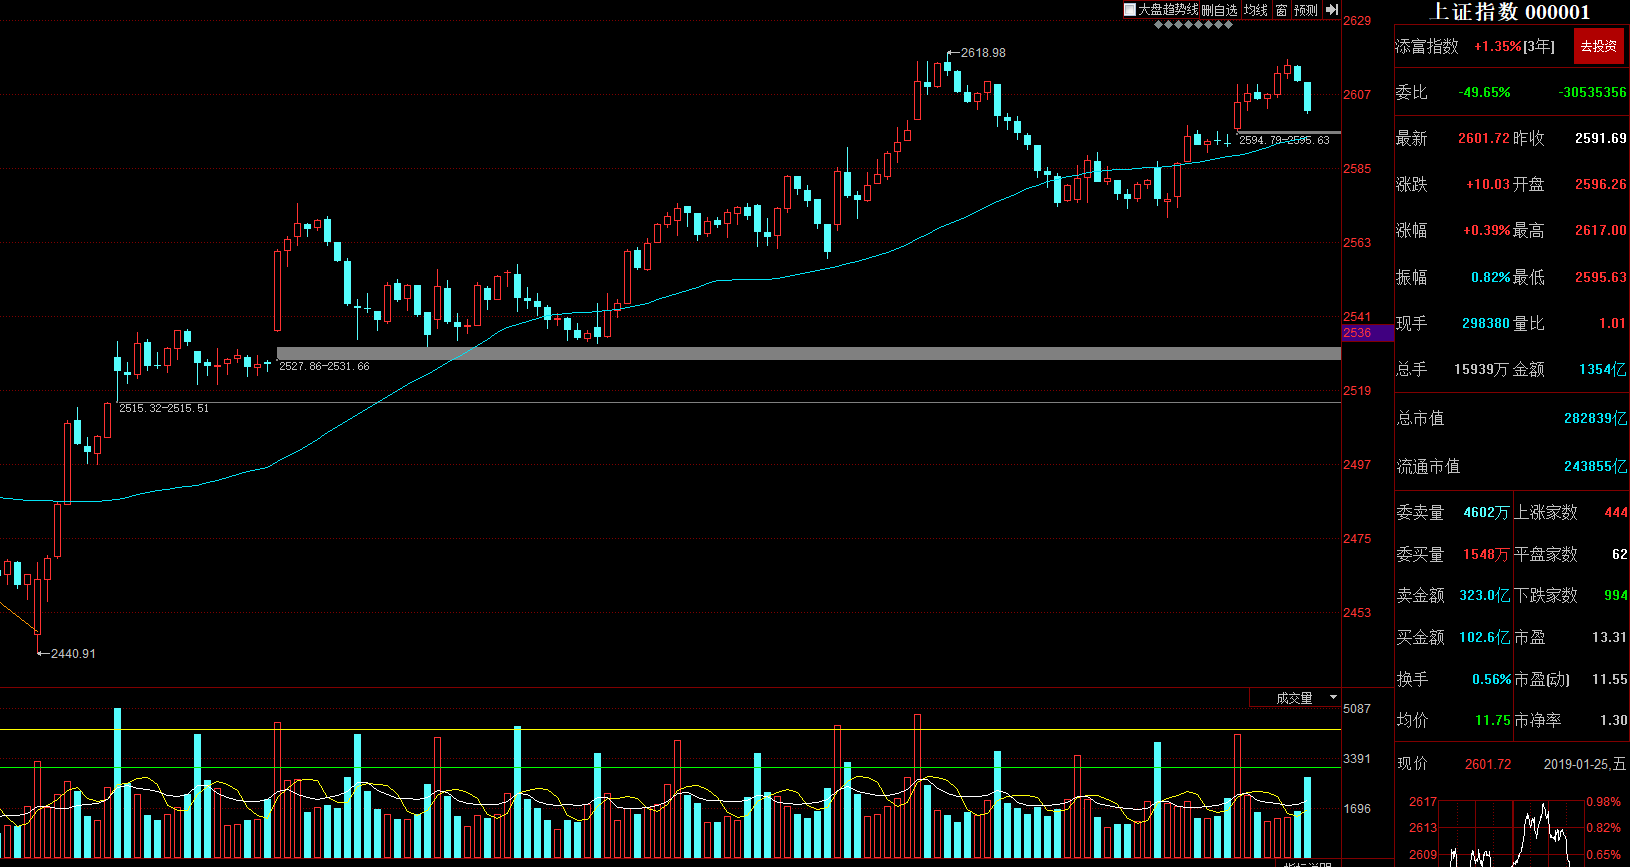 大盘趋势线 删自选 均线 窗 预测
上证指数 000001
2629
添富指数 +1.35%[3年] 去投资
2618.98
委比 -49.65% -30535356
2607
最新 2601.72 昨收 2591.69
2594.79-2595.63
2585
涨跌 +10.03 开盘 2596.26
涨幅 +0.39% 最高 2617.00
2563
振幅 0.82% 最低 2595.63
2541
现手 298380 量比 1.01
2536
2527.86-2531.66
总手 15939万 金额 1354亿
2519
2515.32-2515.51
总市值 282839亿
2497
流通市值 243855亿
委卖量 4602万 上涨家数 444
2475
委买量 1548万 平盘家数 62
卖金额 323.0亿 下跌家数 994
2453
买金额 102.6亿 市盈 13.31
2440.91
换手 0.56% 市盈(动) 11.55
成交量
5087
均价 11.75 市净率 1.30
3391
现价 2601.72 2019-01-25,五
2617 0.98%
1696
2613 0.82%
2609 0.65%